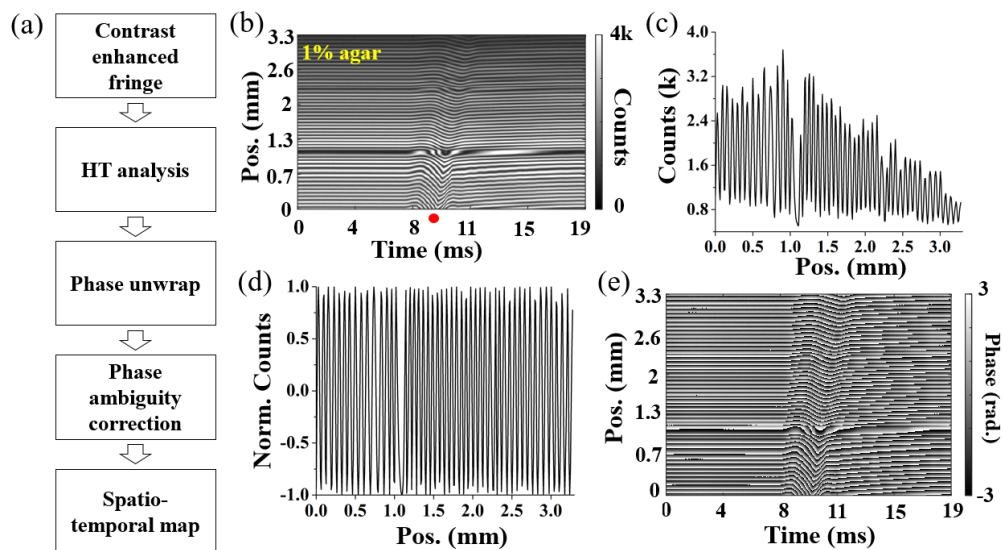 (a)
Contrast
enhanced
fringe
HT analysis
Phase unwrap
Phase
ambiguity
correction
Spatio-
temporal map
(b)
1% agar
3.3
2.6
2
1.3
0.7
0
Pos. (mm)
0 4 8 11 15 19
Time (ms)
4k
0
Counts
(c)
4.0
3.2
2.4
1.6
0.8
Counts (k)
0.0 0.5 1.0 1.5 2.0 2.5 3.0
Pos. (mm)
(d)
1.0
0.5
0.0
-0.5
-1.0
Norm. Counts
0.0 0.5 1.0 1.5 2.0 2.5 3.0
Pos. (mm)
(e)
3.3
2.6
2
1.3
0.7
0
Pos. (mm)
0 4 8 11 15 19
Time (ms)
3
-3
Phase (rad.)